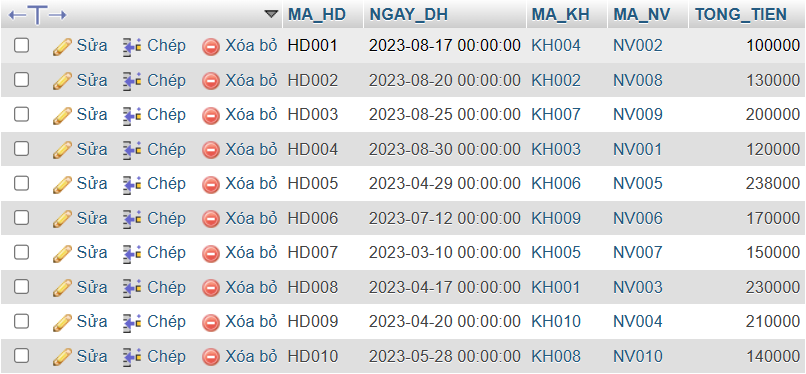 MA_HD NGAY_DH MA_KH MA_NV TONG_TIEN
Sửa Chép Xóa bỏ HD001 2023-08-17 00:00:00 KH004 NV002 100000
Sửa Chép Xóa bỏ HD002 2023-08-20 00:00:00 KH002 NV008 130000
Sửa Chép Xóa bỏ HD003 2023-08-25 00:00:00 KH007 NV009 200000
Sửa Chép Xóa bỏ HD004 2023-08-30 00:00:00 KH003 NV001 120000
Sửa Chép Xóa bỏ HD005 2023-04-29 00:00:00 KH006 NV005 238000
Sửa Chép Xóa bỏ HD006 2023-07-12 00:00:00 KH009 NV006 170000
Sửa Chép Xóa bỏ HD007 2023-03-10 00:00:00 KH005 NV007 150000
Sửa Chép Xóa bỏ HD008 2023-04-17 00:00:00 KH001 NV003 230000
Sửa Chép Xóa bỏ HD009 2023-04-20 00:00:00 KH010 NV004 210000
Sửa Chép Xóa bỏ HD010 2023-05-28 00:00:00 KH008 NV010 140000